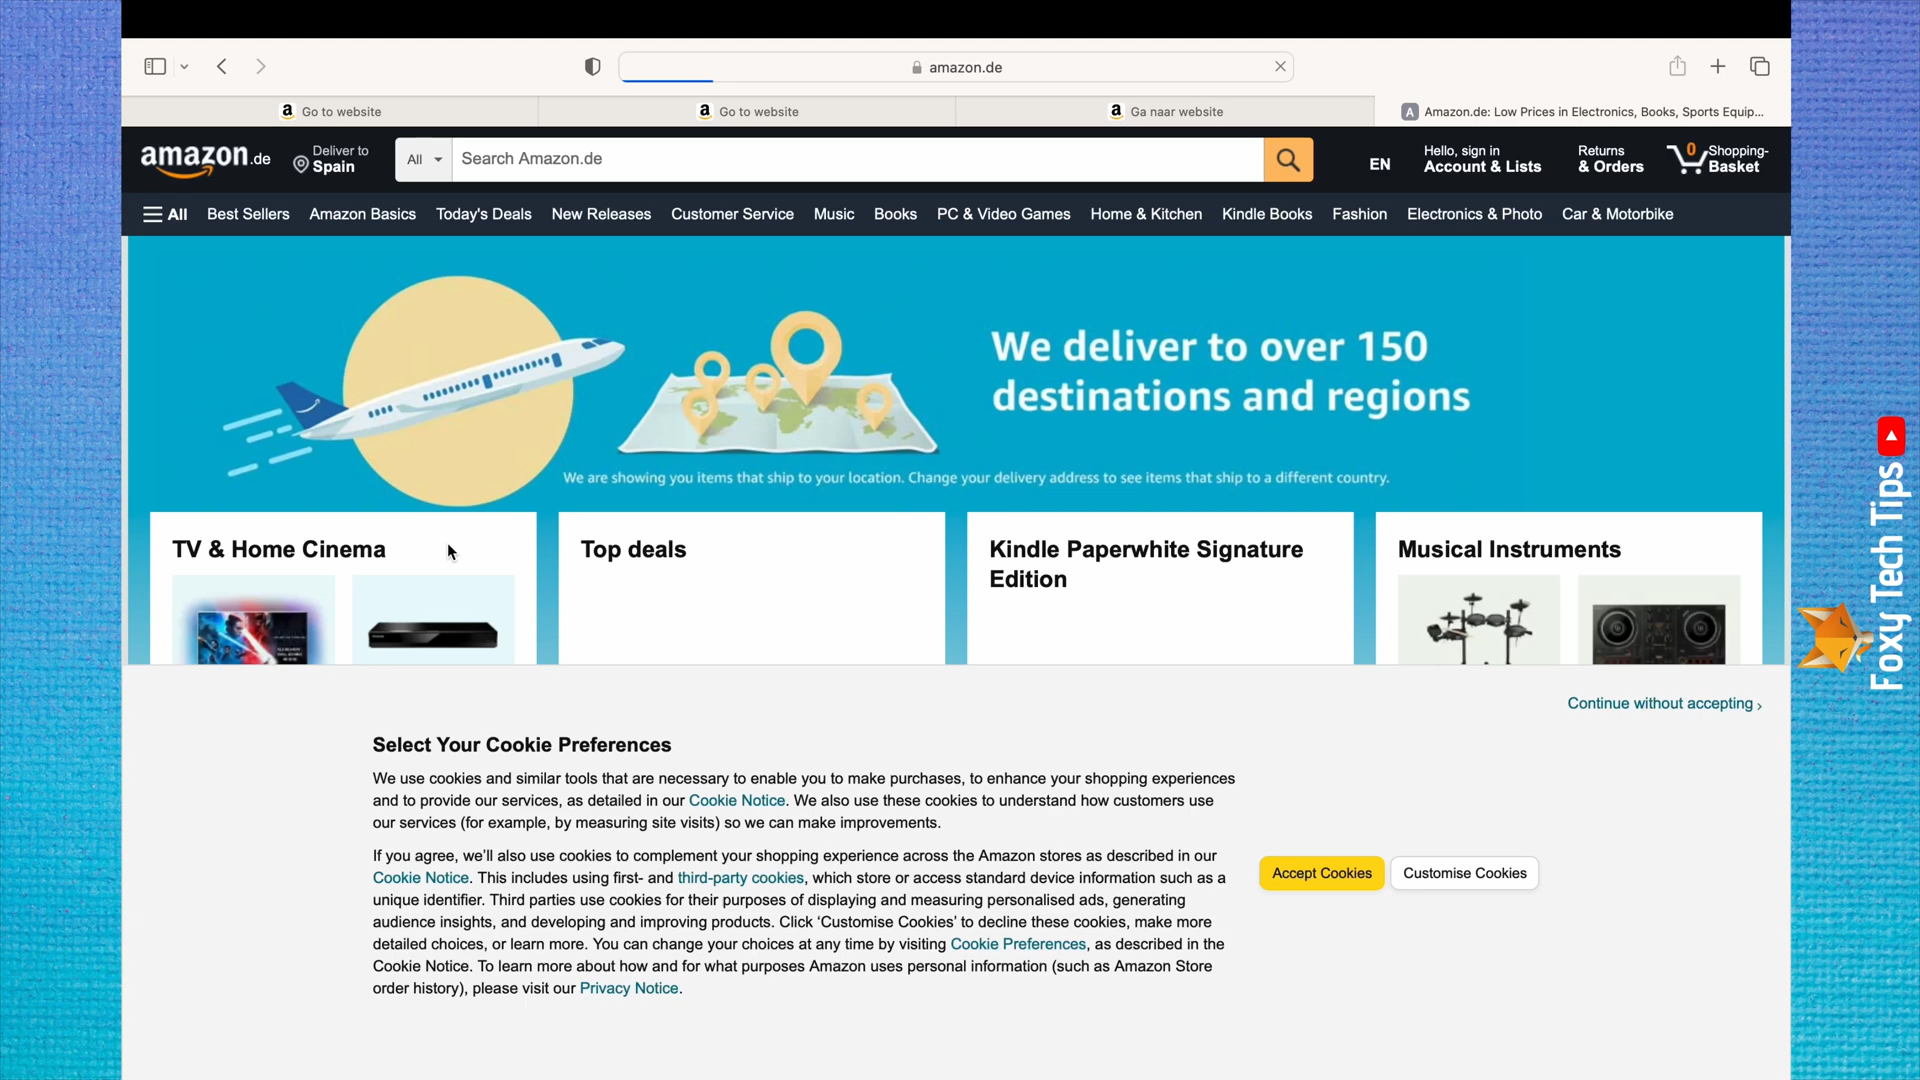 amazon.de
a Go to website
a Go to website
a Ga naar website
A Amazon.de: Low Prices in Electronics, Books, Sports Equip...
amazon.de
Deliver to
Spain
All
Search Amazon.de
EN
Hello, sign in
Account & Lists
Returns
& Orders
0
Shopping-
Basket
All Best Sellers Amazon Basics Today's Deals New Releases Customer Service Music Books PC & Video Games Home & Kitchen Kindle Books Fashion Electronics & Photo Car & Motorbike
We deliver to over 150
destinations and regions
We are showing you items that ship to your location. Change your delivery address to see items that ship to a different country.
TV & Home Cinema
Top deals
Kindle Paperwhite Signature
Edition
Musical Instruments
Continue without accepting ›
Select Your Cookie Preferences
We use cookies and similar tools that are necessary to enable you to make purchases, to enhance your shopping experiences
and to provide our services, as detailed in our Cookie Notice. We also use these cookies to understand how customers use
our services (for example, by measuring site visits) so we can make improvements.
If you agree, we'll also use cookies to complement your shopping experience across the Amazon stores as described in our
Cookie Notice. This includes using first- and third-party cookies, which store or access standard device information such as a
unique identifier. Third parties use cookies for their purposes of displaying and measuring personalised ads, generating
audience insights, and developing and improving products. Click ‘Customise Cookies’ to decline these cookies, make more
detailed choices, or learn more. You can change your choices at any time by visiting Cookie Preferences, as described in the
Cookie Notice. To learn more about how and for what purposes Amazon uses personal information (such as Amazon Store
order history), please visit our Privacy Notice.
Accept Cookies
Customise Cookies
Foxy Tech Tips